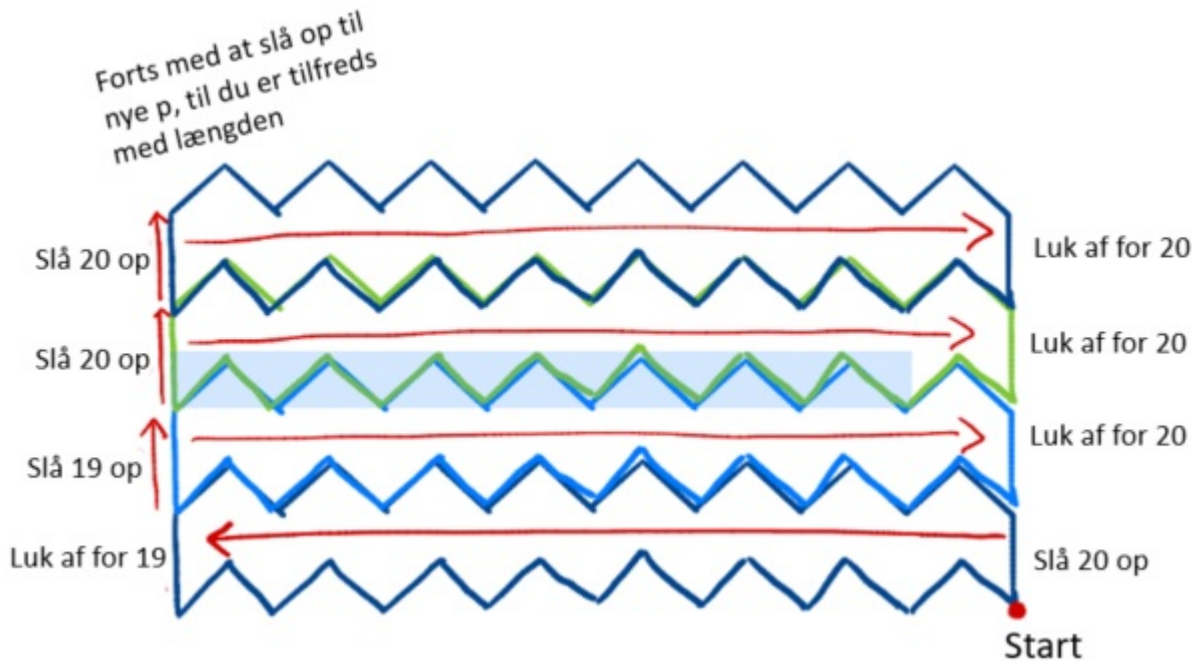 Forts med at slå op til
nye p, til du er tilfreds
med længden
Slå 20 op
Luk af for 20
Slå 20 op
Luk af for 20
Slå 19 op
Luk af for 20
Luk af for 19
Slå 20 op
Start